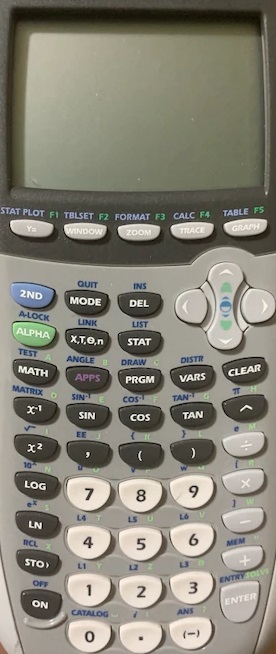 STAT PLOT F1 TBLSET F2 FORMAT F3 CALC F4 TABLE F5
Y= WINDOW ZOOM TRACE GRAPH
QUIT INS
2ND MODE DEL
A-LOCK LINK LIST
ALPHA X,T,Θ,n STAT
TEST A ANGLE B DRAW C DISTR
MATH APPS PRGM VARS CLEAR
MATRIX D SIN⁻¹ E COS⁻¹ F TAN⁻¹ G π H
x⁻¹ SIN COS TAN ^
√ I EE J { K } L e M
x² , ( ) ÷
10ˣ N u O v P w Q [ R
LOG 7 8 9 ×
eˣ S L4 T L5 U L6 V ] W
LN 4 5 6 −
RCL X L1 Y L2 Z L3 θ MEM "
STO› 1 2 3 +
OFF CATALOG i ANS ? ENTRY SOLVE
ON 0 . (−) ENTER